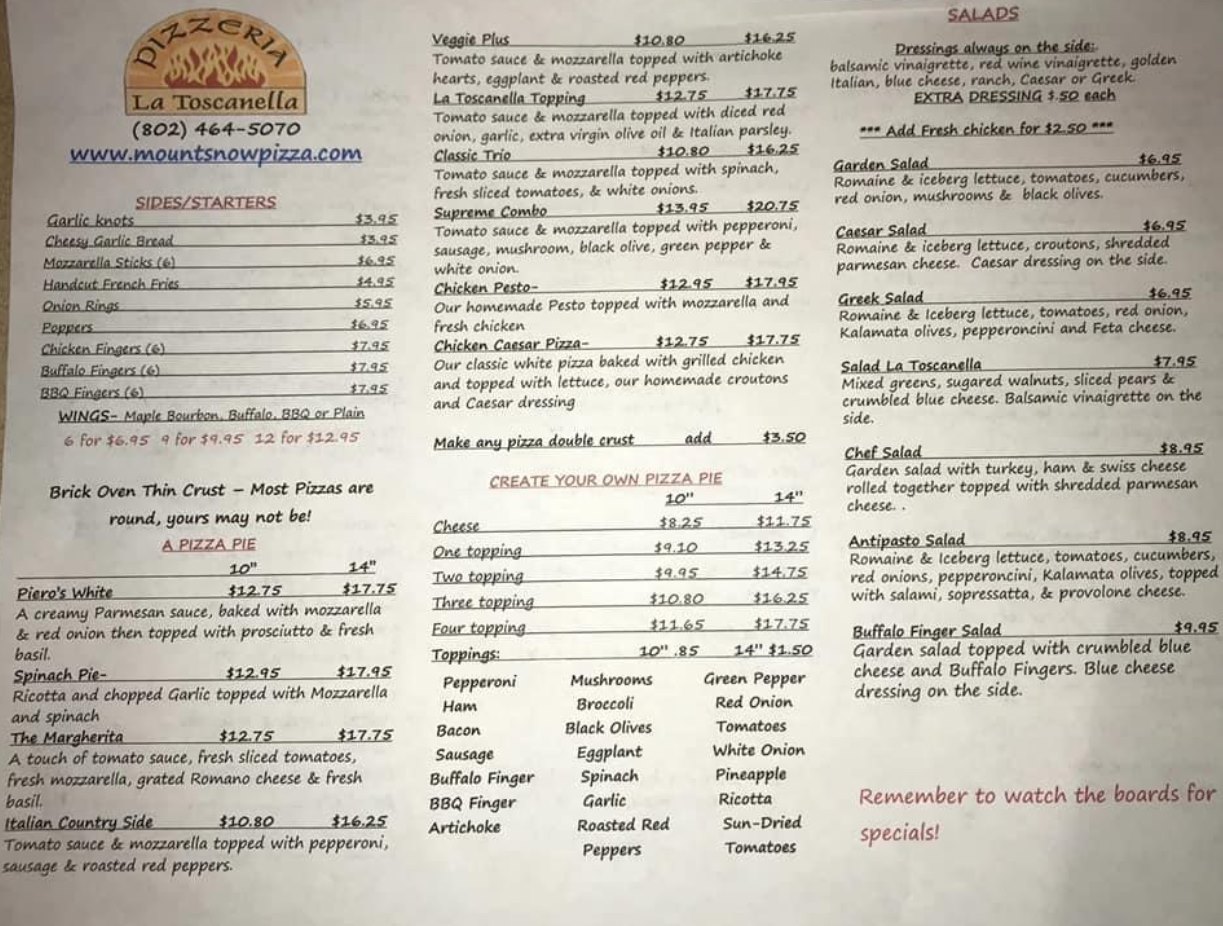 PIZZERIA
La Toscanella
(802) 464-5070
www.mountsnowpizza.com
SIDES/STARTERS
Garlic knots $3.95
Cheesy Garlic Bread $3.95
Mozzarella Sticks (6) $6.95
Handcut French Fries $4.95
Onion Rings $5.95
Poppers $6.95
Chicken Fingers (6) $7.95
Buffalo Fingers (6) $7.95
BBQ Fingers (6) $7.95
WINGS- Maple Bourbon, Buffalo, BBQ or Plain
6 for $6.95 9 for $9.95 12 for $12.95
Brick Oven Thin Crust – Most Pizzas are
round, yours may not be!
A PIZZA PIE
10" 14"
Piero's White $12.75 $17.75
A creamy Parmesan sauce, baked with mozzarella
& red onion then topped with prosciutto & fresh
basil.
Spinach Pie- $12.95 $17.95
Ricotta and chopped Garlic topped with Mozzarella
and spinach
The Margherita $12.75 $17.75
A touch of tomato sauce, fresh sliced tomatoes,
fresh mozzarella, grated Romano cheese & fresh
basil.
Italian Country Side $10.80 $16.25
Tomato sauce & mozzarella topped with pepperoni,
sausage & roasted red peppers.
Veggie Plus $10.80 $16.25
Tomato sauce & mozzarella topped with artichoke
hearts, eggplant & roasted red peppers.
La Toscanella Topping $12.75 $17.75
Tomato sauce & mozzarella topped with diced red
onion, garlic, extra virgin olive oil & Italian parsley.
Classic Trio $10.80 $16.25
Tomato sauce & mozzarella topped with spinach,
fresh sliced tomatoes, & white onions.
Supreme Combo $13.95 $20.75
Tomato sauce & mozzarella topped with pepperoni,
sausage, mushroom, black olive, green pepper &
white onion.
Chicken Pesto- $12.95 $17.95
Our homemade Pesto topped with mozzarella and
fresh chicken
Chicken Caesar Pizza- $12.75 $17.75
Our classic white pizza baked with grilled chicken
and topped with lettuce, our homemade croutons
and Caesar dressing
Make any pizza double crust add $3.50
CREATE YOUR OWN PIZZA PIE
10" 14"
Cheese $8.25 $11.75
One topping $9.10 $13.25
Two topping $9.95 $14.75
Three topping $10.80 $16.25
Four topping $11.65 $17.75
Toppings: 10" .85 14" $1.50
Pepperoni Mushrooms Green Pepper
Ham Broccoli Red Onion
Bacon Black Olives Tomatoes
Sausage Eggplant White Onion
Buffalo Finger Spinach Pineapple
BBQ Finger Garlic Ricotta
Artichoke Roasted Red Sun-Dried
Peppers Tomatoes
SALADS
Dressings always on the side:
balsamic vinaigrette, red wine vinaigrette, golden
Italian, blue cheese, ranch, Caesar or Greek.
EXTRA DRESSING $.50 each
*** Add Fresh chicken for $2.50 ***
Garden Salad $6.95
Romaine & iceberg lettuce, tomatoes, cucumbers,
red onion, mushrooms & black olives.
Caesar Salad $6.95
Romaine & iceberg lettuce, croutons, shredded
parmesan cheese. Caesar dressing on the side.
Greek Salad $6.95
Romaine & Iceberg lettuce, tomatoes, red onion,
Kalamata olives, pepperoncini and Feta cheese.
Salad La Toscanella $7.95
Mixed greens, sugared walnuts, sliced pears &
crumbled blue cheese. Balsamic vinaigrette on the
side.
Chef Salad $8.95
Garden salad with turkey, ham & swiss cheese
rolled together topped with shredded parmesan
cheese. .
Antipasto Salad $8.95
Romaine & Iceberg lettuce, tomatoes, cucumbers,
red onions, pepperoncini, Kalamata olives, topped
with salami, sopressatta, & provolone cheese.
Buffalo Finger Salad $9.95
Garden salad topped with crumbled blue
cheese and Buffalo Fingers. Blue cheese
dressing on the side.
Remember to watch the boards for
specials!